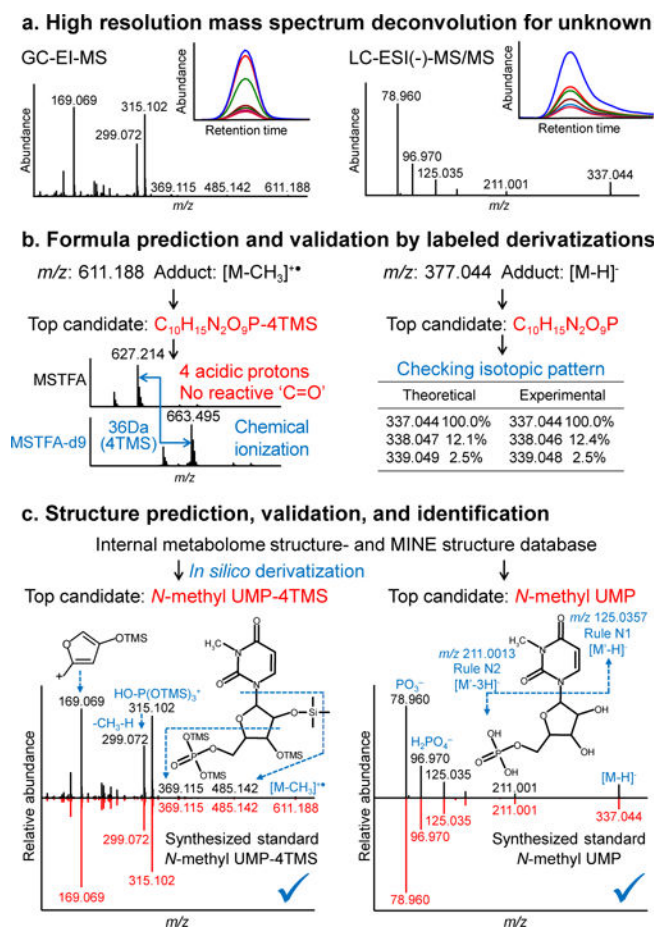 a. High resolution mass spectrum deconvolution for unknown
GC-EI-MS
Abundance
169.069
315.102
299.072
369.115 485.142 611.188
m/z
Abundance
Retention time
LC-ESI(-)-MS/MS
Abundance
78.960
96.970
125.035
211.001
337.044
m/z
Abundance
Retention time
b. Formula prediction and validation by labeled derivatizations
m/z: 611.188 Adduct: [M-CH₃]⁺•
Top candidate: C₁₀H₁₅N₂O₉P-4TMS
MSTFA
627.214
4 acidic protons
No reactive 'C=O'
MSTFA-d9
36Da
(4TMS)
663.495
Chemical
ionization
m/z
m/z: 377.044 Adduct: [M-H]⁻
Top candidate: C₁₀H₁₅N₂O₉P
Checking isotopic pattern
Theoretical Experimental
337.044 100.0% 337.044 100.0%
338.047 12.1% 338.046 12.4%
339.049 2.5% 339.048 2.5%
c. Structure prediction, validation, and identification
Internal metabolome structure- and MINE structure database
In silico derivatization
Top candidate: N-methyl UMP-4TMS
OTMS
O
+
169.069
HO-P(OTMS)₃⁺
315.102
-CH₃-H
299.072
H₃C
O
N
O
N
O
O
Si
OTMS
O
P
O
OTMS
OTMS
369.115 485.142
[M-CH₃]⁺•
369.115 485.142 611.188
299.072
315.102
169.069
Synthesized standard
N-methyl UMP-4TMS
Relative abundance
m/z
Top candidate: N-methyl UMP
m/z 125.0357
Rule N1
[M'-H]⁻
m/z 211.0013
Rule N2
[M'-3H]⁻
H₃C
O
N
O
N
O
OH
OH
OH
P
O
O
OH
PO₃⁻
78.960
H₂PO₄⁻
96.970
125.035
211.001
[M-H]⁻
337.044
211.001
125.035
96.970
78.960
Synthesized standard
N-methyl UMP
Relative abundance
m/z